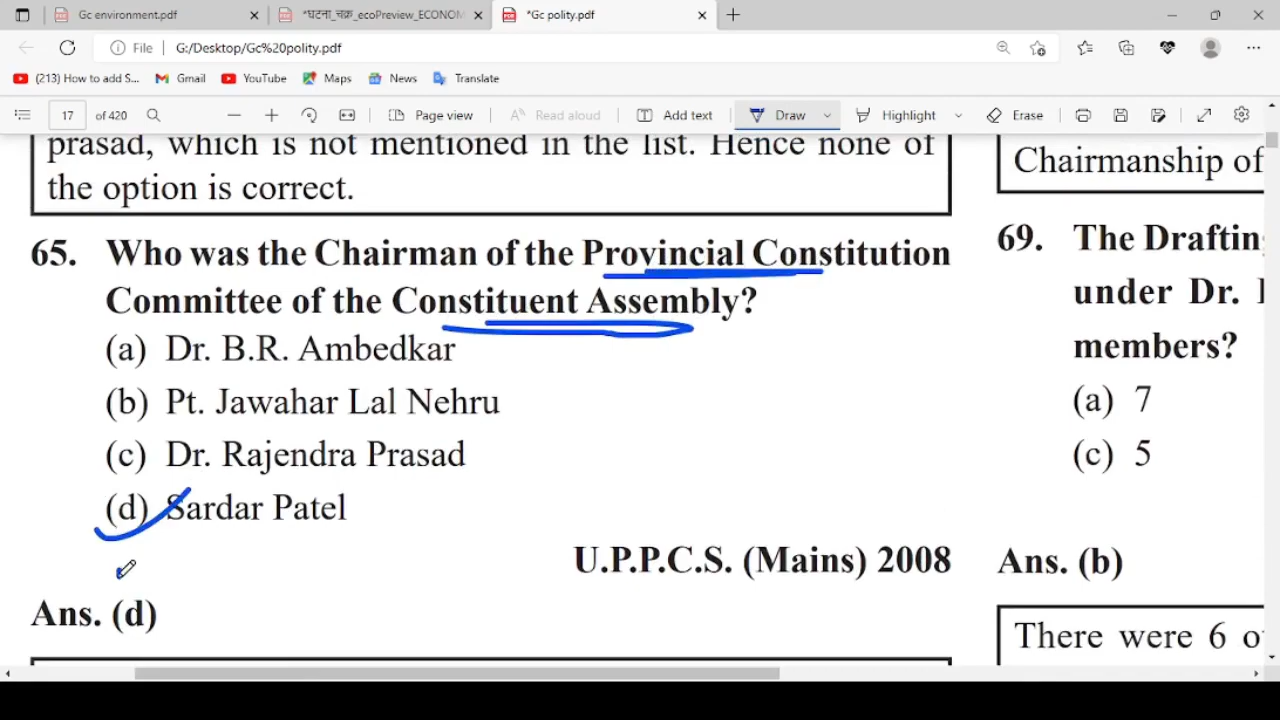 Gc environment.pdf
*घटना_चक्र_ecoPreview_ECONOM
*Gc polity.pdf
File
G:/Desktop/Gc%20polity.pdf
(213) How to add S...
Gmail
YouTube
Maps
News
Translate
17 of 420
Page view
Read aloud
Add text
Draw
Highlight
Erase
prasad, which is not mentioned in the list. Hence none of
the option is correct.
65. Who was the Chairman of the Provincial Constitution
Committee of the Constituent Assembly?
(a) Dr. B.R. Ambedkar
(b) Pt. Jawahar Lal Nehru
(c) Dr. Rajendra Prasad
(d) Sardar Patel
U.P.P.C.S. (Mains) 2008
Ans. (d)
Chairmanship of
69. The Drafting
under Dr.
members?
(a) 7
(c) 5
Ans. (b)
There were 6